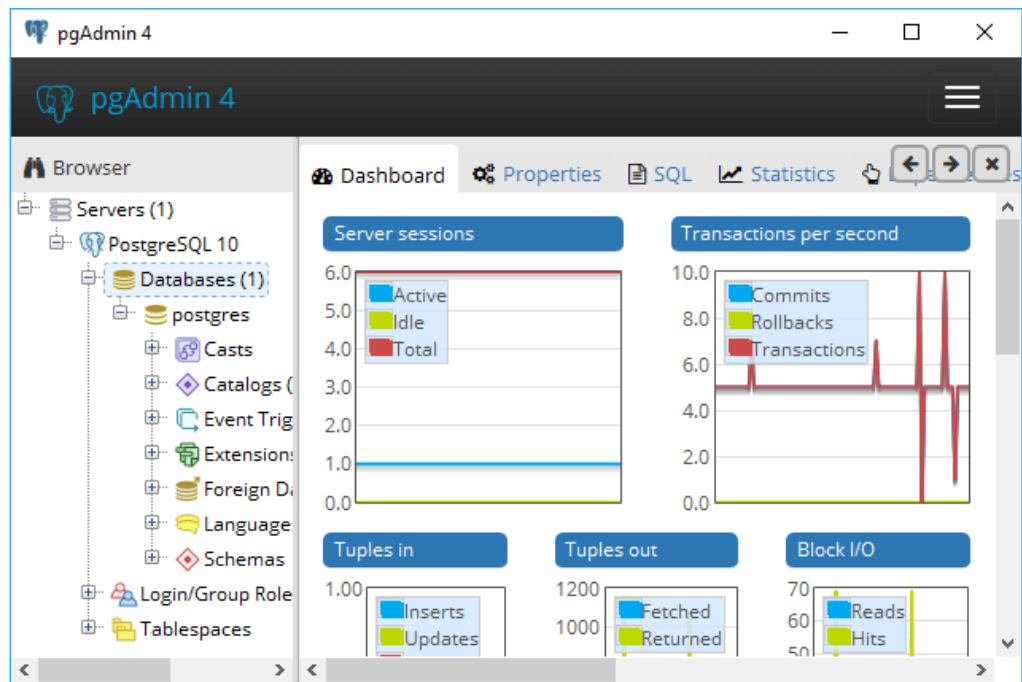 pgAdmin 4
pgAdmin 4
Browser
Servers (1)
PostgreSQL 10
Databases (1)
postgres
Casts
Catalogs (
Event Trig
Extensions
Foreign Da
Language
Schemas
Login/Group Role
Tablespaces
Dashboard
Properties
SQL
Statistics
Server sessions
6.0
5.0
4.0
3.0
2.0
1.0
0.0
Active
Idle
Total
Transactions per second
10.0
8.0
6.0
4.0
2.0
0.0
Commits
Rollbacks
Transactions
Tuples in
1.00
Inserts
Updates
Tuples out
1200
1000
Fetched
Returned
Block I/O
70
60
50
Reads
Hits